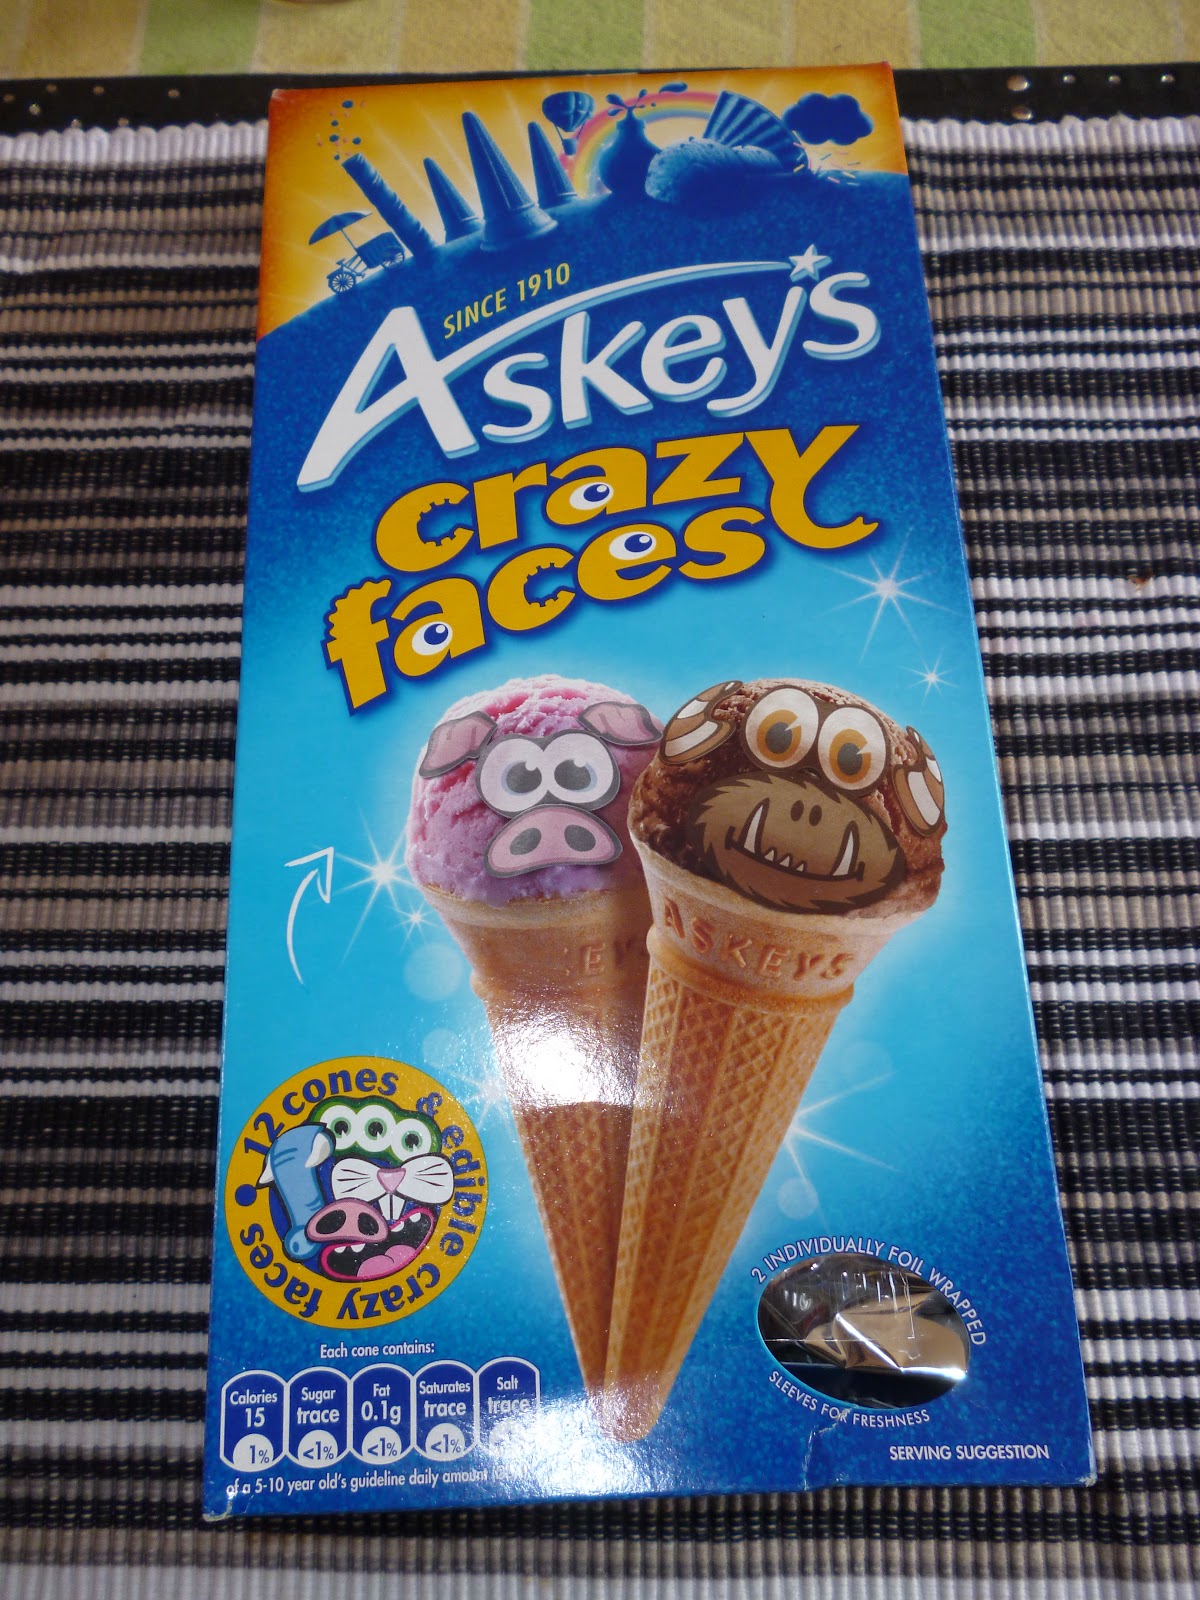 SINCE 1910
Askey's
crazy
faces
EY
ASKEYS
12 cones & edible crazy faces
2 INDIVIDUALLY FOIL WRAPPED
SLEEVES FOR FRESHNESS
Each cone contains:
Calories 15 1%
Sugar trace <1%
Fat 0.1g <1%
Saturates trace <1%
Salt trace
of a 5-10 year old's guideline daily amount
SERVING SUGGESTION